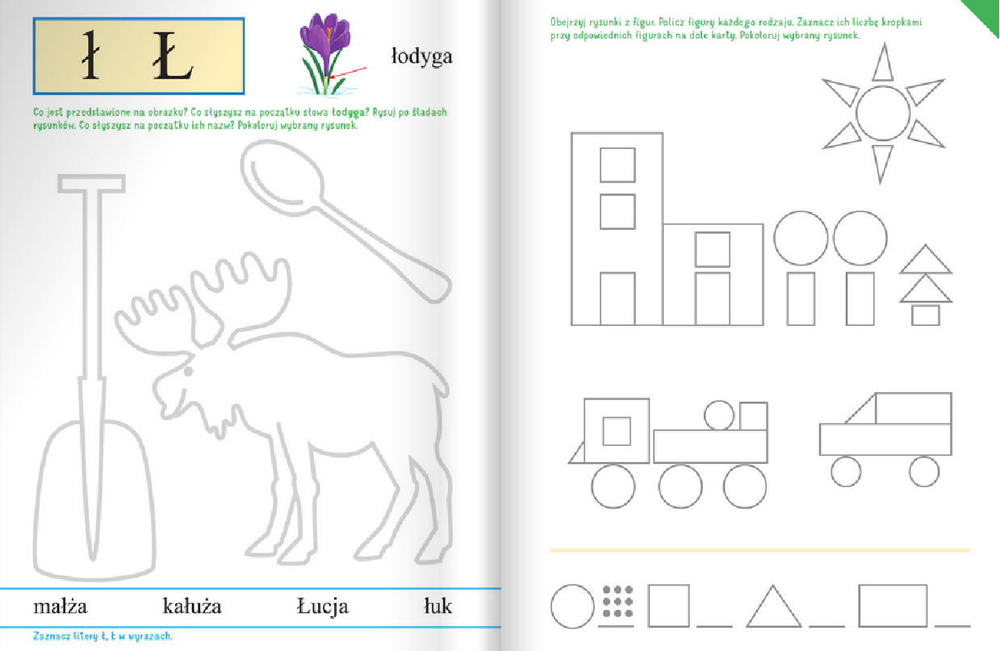 ł Ł
łodyga
Co jest przedstawione na obrazku? Co słyszysz na początku słowa łodyga? Rysuj po śladach
rysunków. Co słyszysz na początku ich nazw? Pokoloruj wybrany rysunek.
małża kałuża Łucja łuk
Zaznacz litery ł, Ł w wyrazach.
Obejrzyj rysunki z figur. Policz figury każdego rodzaju. Zaznacz ich liczbę kropkami
przy odpowiednich figurach na dole karty. Pokoloruj wybrany rysunek.